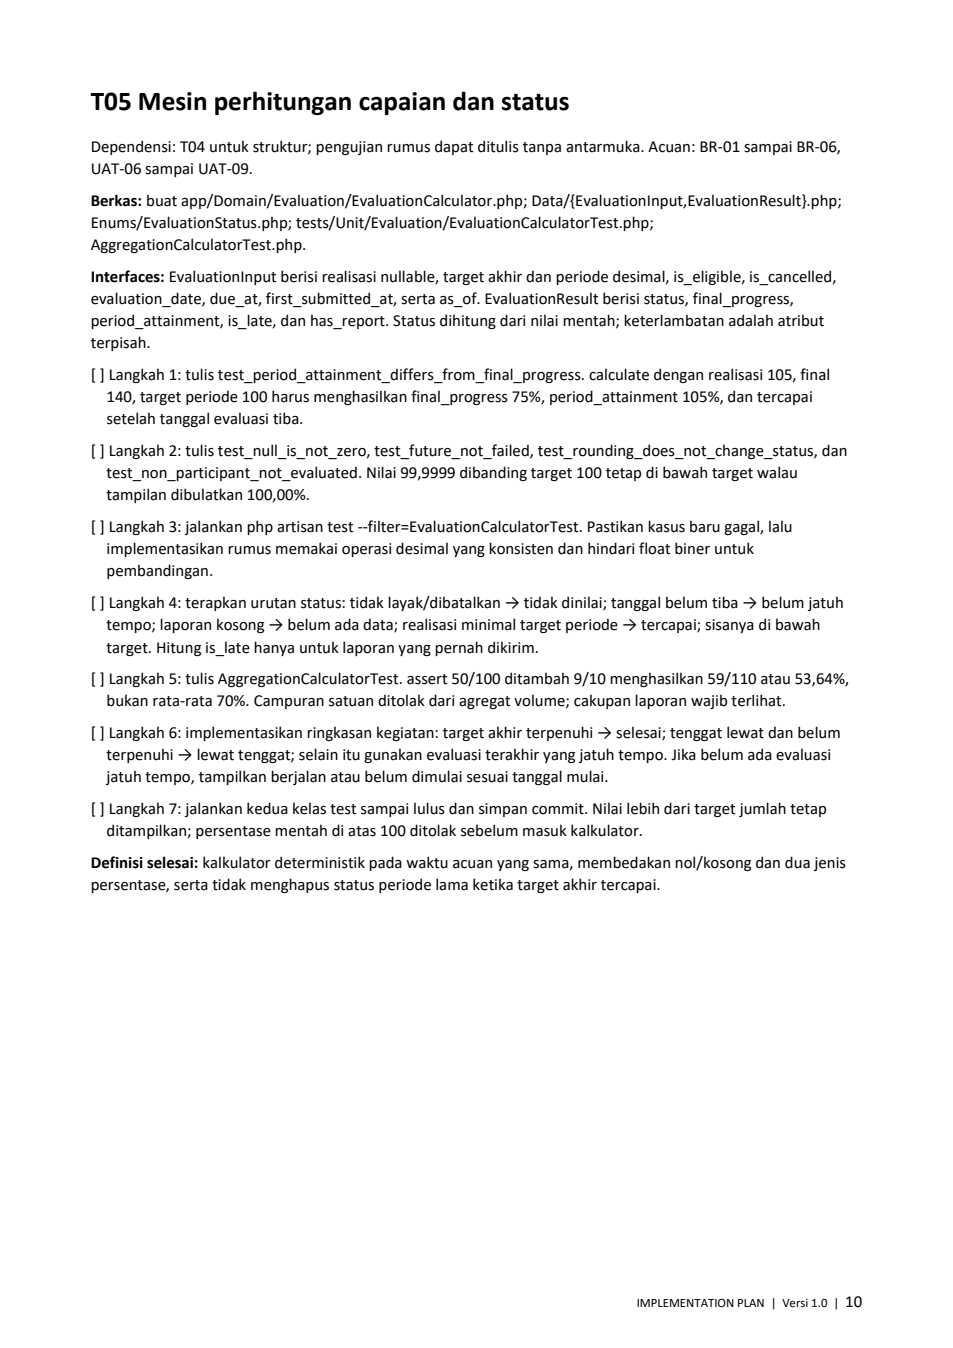 T05 Mesin perhitungan capaian dan status
Dependensi: T04 untuk struktur; pengujian rumus dapat ditulis tanpa antarmuka. Acuan: BR-01 sampai BR-06,
UAT-06 sampai UAT-09.
Berkas: buat app/Domain/Evaluation/EvaluationCalculator.php; Data/{EvaluationInput,EvaluationResult}.php;
Enums/EvaluationStatus.php; tests/Unit/Evaluation/EvaluationCalculatorTest.php;
AggregationCalculatorTest.php.
Interfaces: EvaluationInput berisi realisasi nullable, target akhir dan periode desimal, is_eligible, is_cancelled,
evaluation_date, due_at, first_submitted_at, serta as_of. EvaluationResult berisi status, final_progress,
period_attainment, is_late, dan has_report. Status dihitung dari nilai mentah; keterlambatan adalah atribut
terpisah.
[ ] Langkah 1: tulis test_period_attainment_differs_from_final_progress. calculate dengan realisasi 105, final
140, target periode 100 harus menghasilkan final_progress 75%, period_attainment 105%, dan tercapai
setelah tanggal evaluasi tiba.
[ ] Langkah 2: tulis test_null_is_not_zero, test_future_not_failed, test_rounding_does_not_change_status, dan
test_non_participant_not_evaluated. Nilai 99,9999 dibanding target 100 tetap di bawah target walau
tampilan dibulatkan 100,00%.
[ ] Langkah 3: jalankan php artisan test --filter=EvaluationCalculatorTest. Pastikan kasus baru gagal, lalu
implementasikan rumus memakai operasi desimal yang konsisten dan hindari float biner untuk
pembandingan.
[ ] Langkah 4: terapkan urutan status: tidak layak/dibatalkan → tidak dinilai; tanggal belum tiba → belum jatuh
tempo; laporan kosong → belum ada data; realisasi minimal target periode → tercapai; sisanya di bawah
target. Hitung is_late hanya untuk laporan yang pernah dikirim.
[ ] Langkah 5: tulis AggregationCalculatorTest. assert 50/100 ditambah 9/10 menghasilkan 59/110 atau 53,64%,
bukan rata-rata 70%. Campuran satuan ditolak dari agregat volume; cakupan laporan wajib terlihat.
[ ] Langkah 6: implementasikan ringkasan kegiatan: target akhir terpenuhi → selesai; tenggat lewat dan belum
terpenuhi → lewat tenggat; selain itu gunakan evaluasi terakhir yang jatuh tempo. Jika belum ada evaluasi
jatuh tempo, tampilkan berjalan atau belum dimulai sesuai tanggal mulai.
[ ] Langkah 7: jalankan kedua kelas test sampai lulus dan simpan commit. Nilai lebih dari target jumlah tetap
ditampilkan; persentase mentah di atas 100 ditolak sebelum masuk kalkulator.
Definisi selesai: kalkulator deterministik pada waktu acuan yang sama, membedakan nol/kosong dan dua jenis
persentase, serta tidak menghapus status periode lama ketika target akhir tercapai.
IMPLEMENTATION PLAN | Versi 1.0 | 10